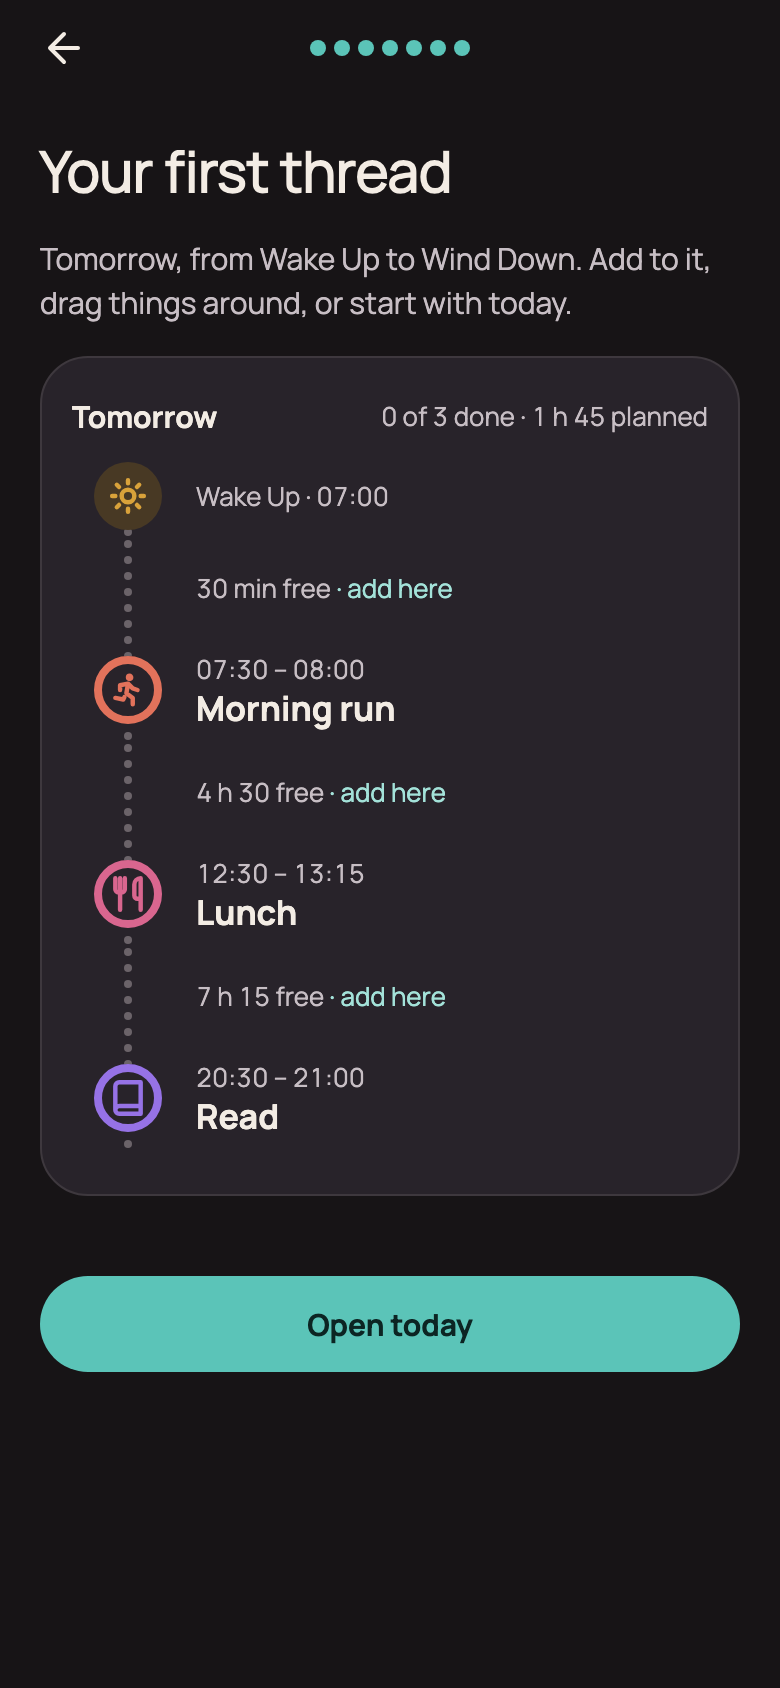 Your first thread
Tomorrow, from Wake Up to Wind Down. Add to it,
drag things around, or start with today.
Tomorrow
0 of 3 done · 1 h 45 planned
Wake Up · 07:00
30 min free · add here
07:30 – 08:00
Morning run
4 h 30 free · add here
12:30 – 13:15
Lunch
7 h 15 free · add here
20:30 – 21:00
Read
Open today